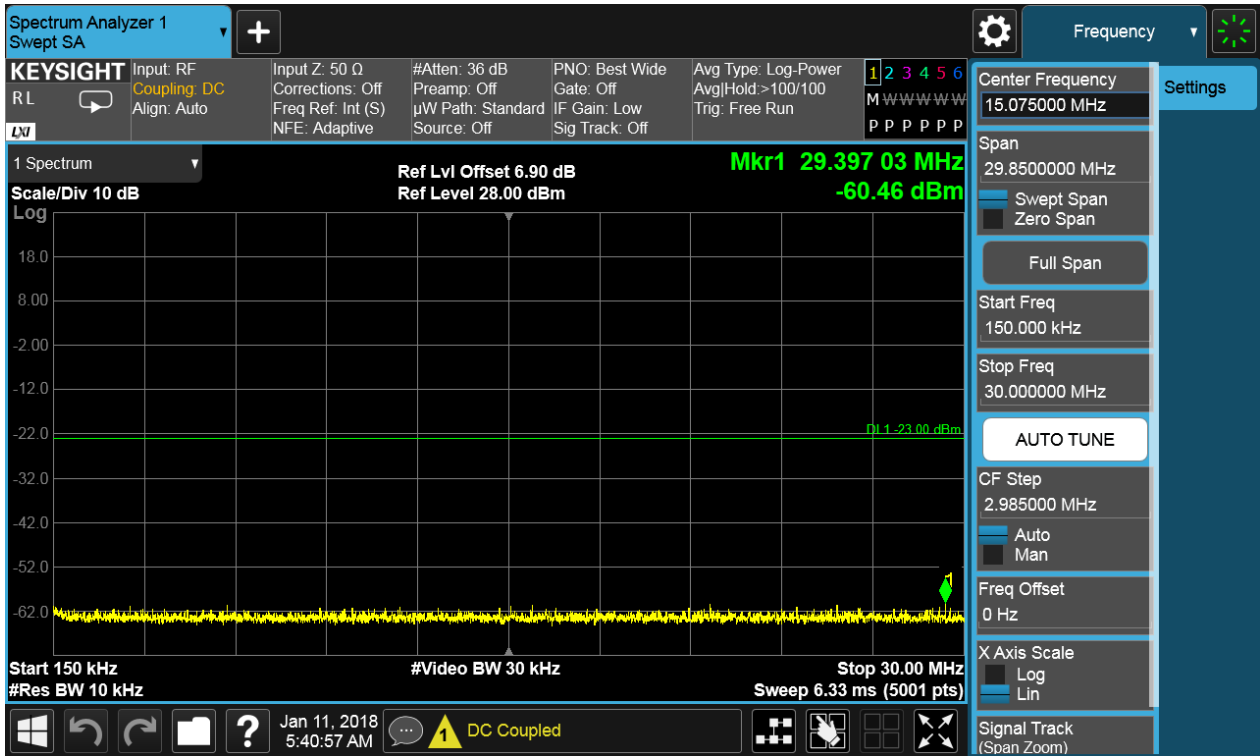 Spectrum Analyzer 1
Swept SA
+
Frequency
KEYSIGHT
RL
LXI
Input: RF
Coupling: DC
Align: Auto
Input Z: 50 Ω
Corrections: Off
Freq Ref: Int (S)
NFE: Adaptive
#Atten: 36 dB
Preamp: Off
µW Path: Standard
Source: Off
PNO: Best Wide
Gate: Off
IF Gain: Low
Sig Track: Off
Avg Type: Log-Power
Avg|Hold:>100/100
Trig: Free Run
1 2 3 4 5 6
M W W W W W
P P P P P P
1 Spectrum
Scale/Div 10 dB
Ref Lvl Offset 6.90 dB
Ref Level 28.00 dBm
Mkr1 29.397 03 MHz
-60.46 dBm
Log
18.0
8.00
-2.00
-12.0
-22.0
DL1 -23.00 dBm
-32.0
-42.0
-52.0
1
-62.0
Start 150 kHz
#Video BW 30 kHz
Stop 30.00 MHz
#Res BW 10 kHz
Sweep 6.33 ms (5001 pts)
?
Jan 11, 2018
5:40:57 AM
1
DC Coupled
Center Frequency
15.075000 MHz
Span
29.8500000 MHz
Swept Span
Zero Span
Full Span
Start Freq
150.000 kHz
Stop Freq
30.000000 MHz
AUTO TUNE
CF Step
2.985000 MHz
Auto
Man
Freq Offset
0 Hz
X Axis Scale
Log
Lin
Signal Track
(Span Zoom)
Settings